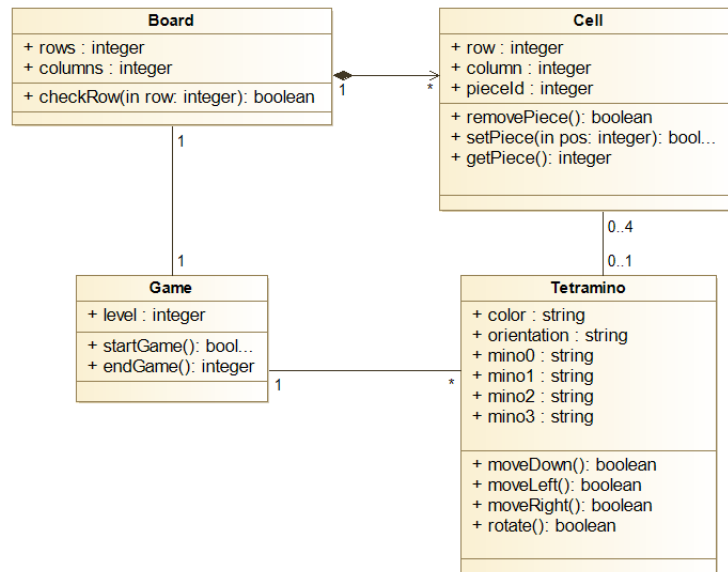 Board
+ rows : integer
+ columns : integer
+ checkRow(in row: integer): boolean
1
*
Cell
+ row : integer
+ column : integer
+ pieceId : integer
+ removePiece(): boolean
+ setPiece(in pos: integer): bool...
+ getPiece(): integer
1
1
0..4
0..1
Game
+ level : integer
+ startGame(): bool...
+ endGame(): integer
1
*
Tetramino
+ color : string
+ orientation : string
+ mino0 : string
+ mino1 : string
+ mino2 : string
+ mino3 : string
+ moveDown(): boolean
+ moveLeft(): boolean
+ moveRight(): boolean
+ rotate(): boolean